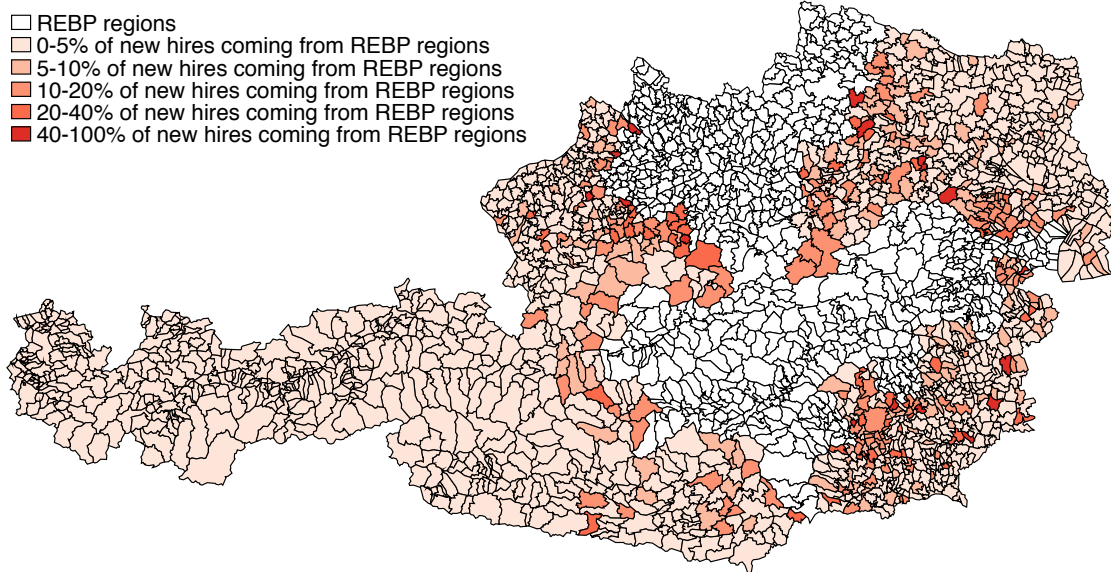 REBP regions
0-5% of new hires coming from REBP regions
5-10% of new hires coming from REBP regions
10-20% of new hires coming from REBP regions
20-40% of new hires coming from REBP regions
40-100% of new hires coming from REBP regions